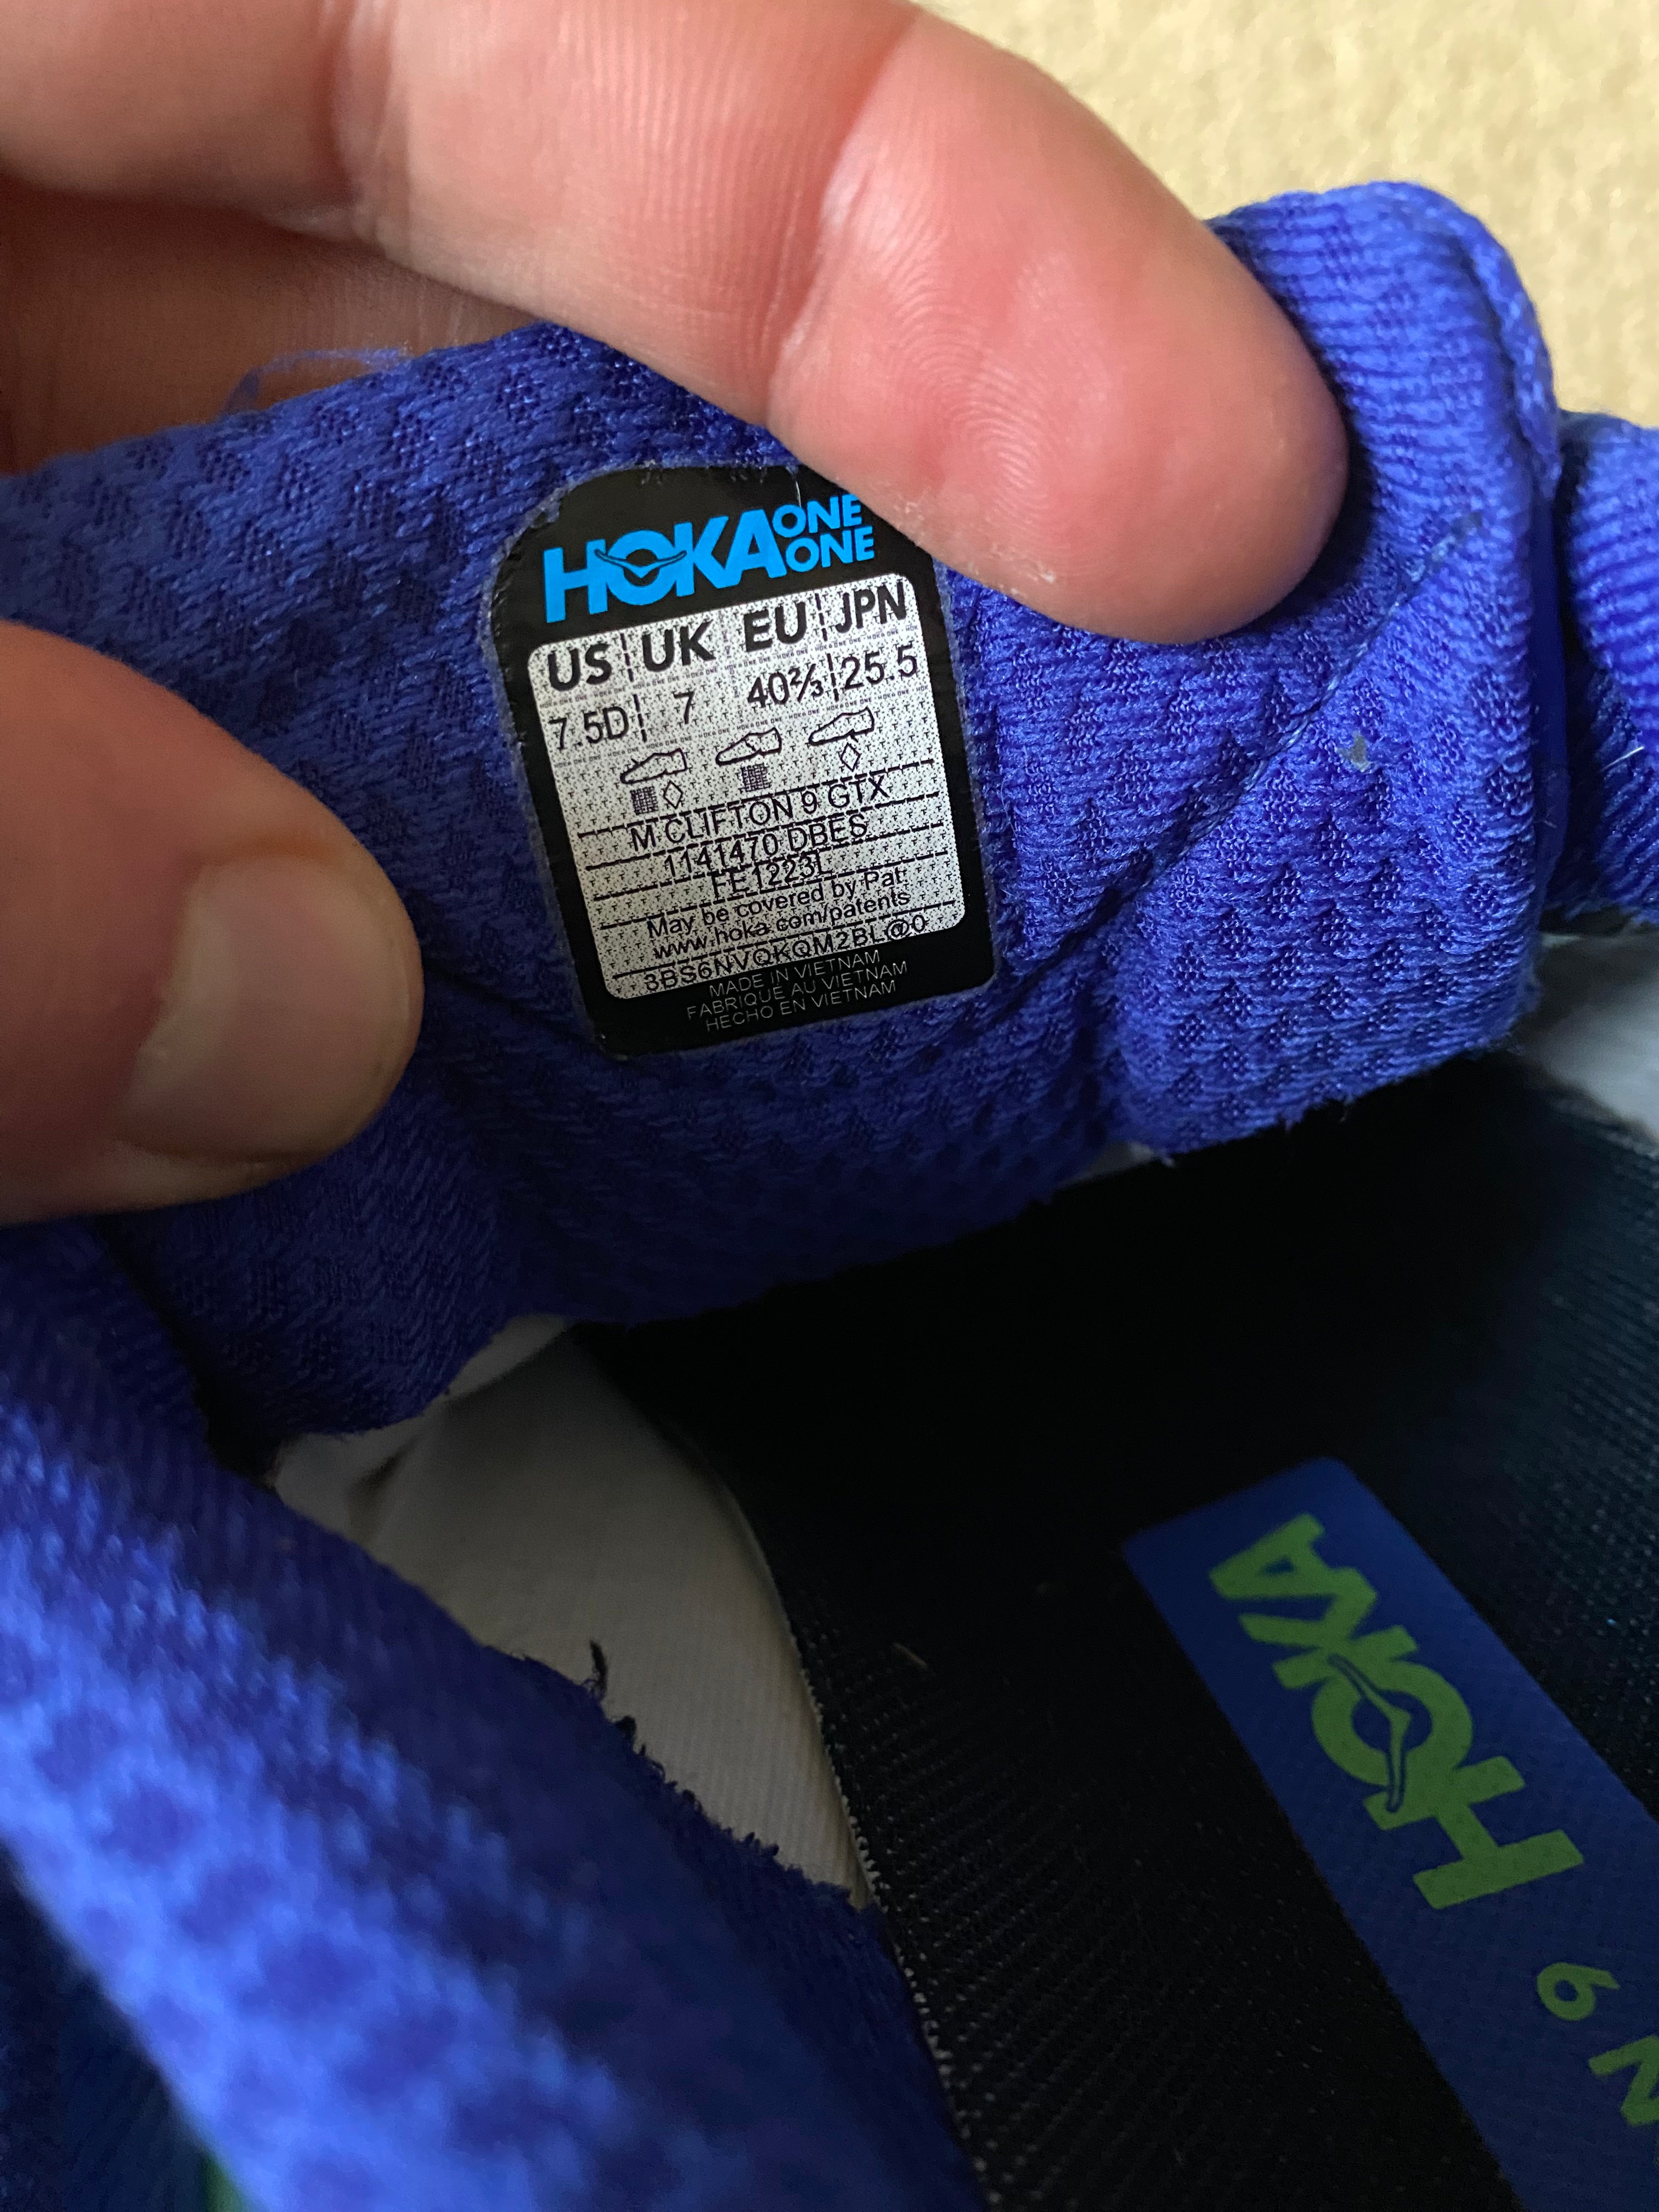 HOKA ONE ONE
US UK EU JPN
7.5D 7 40⅔ 25.5
M CLIFTON 9 GTX
1141470 DBES
FE1223L
May be covered by Pat:
www.hoka.com/patents
3BS6NVQKQM2BL@0
MADE IN VIETNAM
FABRIQUE AU VIETNAM
HECHO EN VIETNAM
HOKA